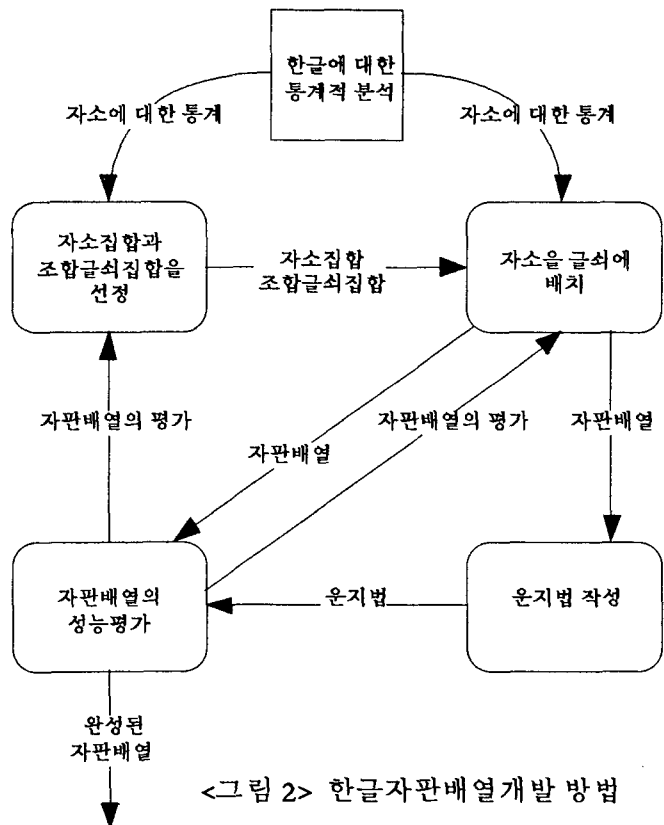 한글에 대한
통계적 분석
자소에 대한 통계
자소에 대한 통계
자소집합과
조합글쇠집합을
선정
자소집합
조합글쇠집합
자소을 글쇠에
배치
자판배열의 평가
자판배열
자판배열의 평가
자판배열
자판배열의
성능평가
운지법
운지법 작성
완성된
자판배열
<그림 2> 한글자판배열개발 방법